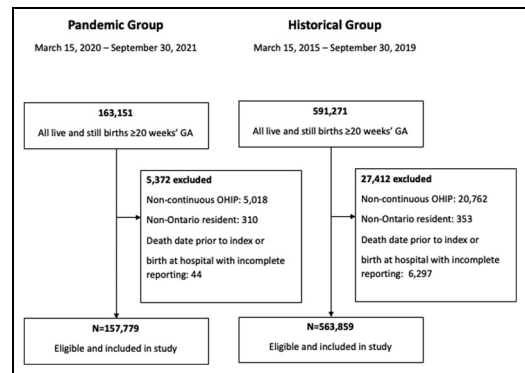 Pandemic Group
March 15, 2020 – September 30, 2021
163,151
All live and still births ≥20 weeks' GA
5,372 excluded
Non-continuous OHIP: 5,018
Non-Ontario resident: 310
Death date prior to index or
birth at hospital with incomplete
reporting: 44
N=157,779
Eligible and included in study
Historical Group
March 15, 2015 – September 30, 2019
591,271
All live and still births ≥20 weeks' GA
27,412 excluded
Non-continuous OHIP: 20,762
Non-Ontario resident: 353
Death date prior to index or
birth at hospital with incomplete
reporting: 6,297
N=563,859
Eligible and included in study